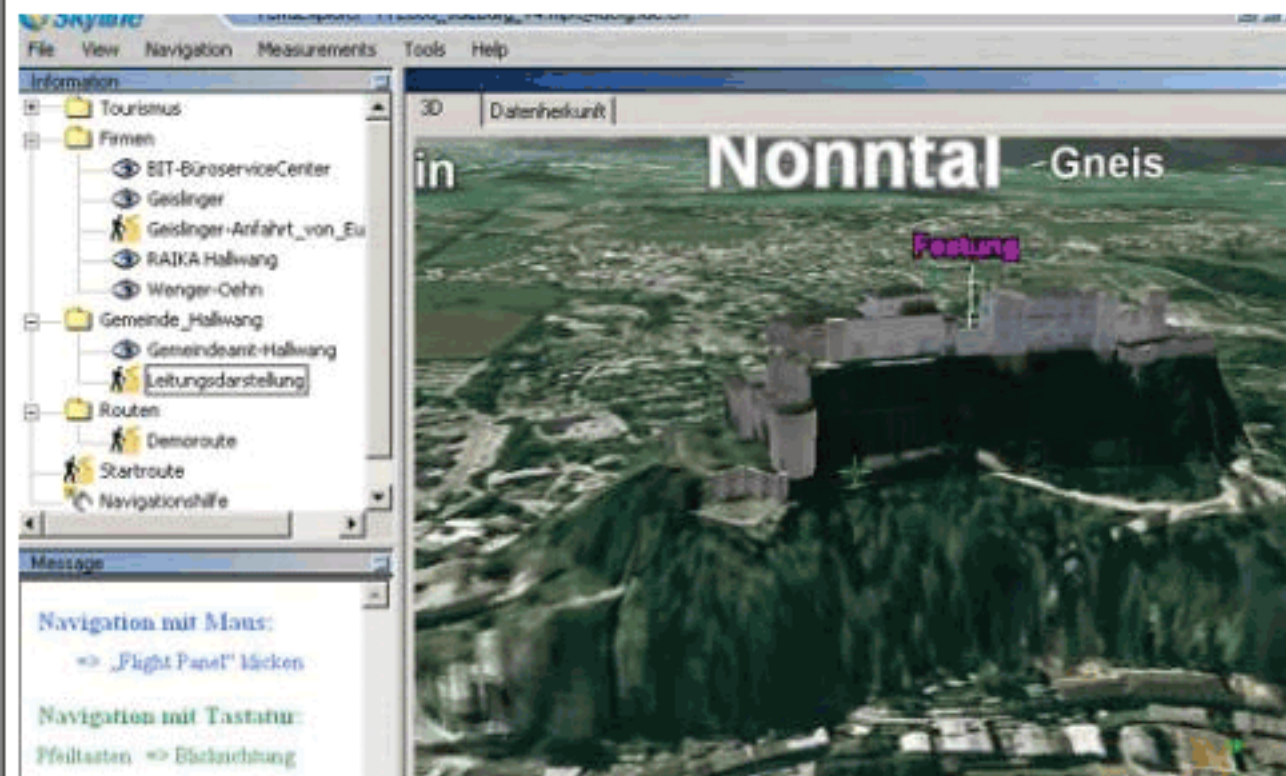 Skyline
File View Navigation Measurements Tools Help
Information
Tourismus
Firmen
BIT-BüroserviceCenter
Geislinger
Geislinger-Anfahrt_von_Eu
RAIKA Hallwang
Wenger-Oehn
Gemeinde_Hallwang
Gemeindeamt-Hallwang
Leitungsdarstellung
Routen
Demoroute
Startroute
Navigationshilfe
Message
Navigation mit Maus:
=> „Flight Panel" klicken
Navigation mit Tastatur:
Pfeiltasten => Blickrichtung
3D Datenherkunft
in Nonntal Gneis
Festung